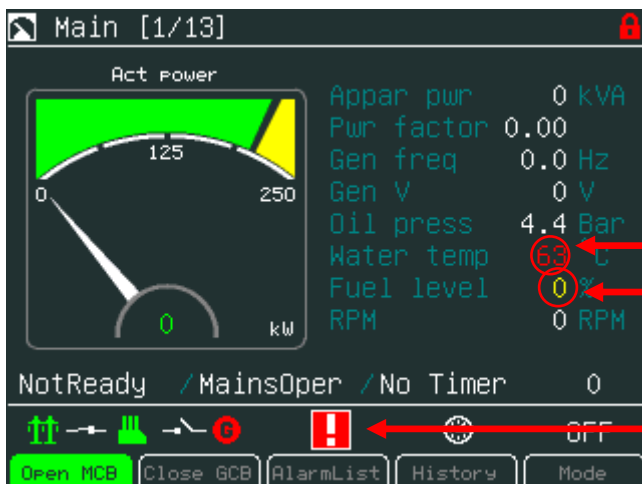 Main [1/13]
Act power
125
0
250
0
kW
Appar pwr 0 kVA
Pwr factor 0.00
Gen freq 0.0 Hz
Gen V 0 V
Oil press 4.4 Bar
Water temp 63 °C
Fuel level 0 %
RPM 0 RPM
NotReady /MainsOper /No Timer 0
G ! OFF
Open MCB Close GCB AlarmList History Mode